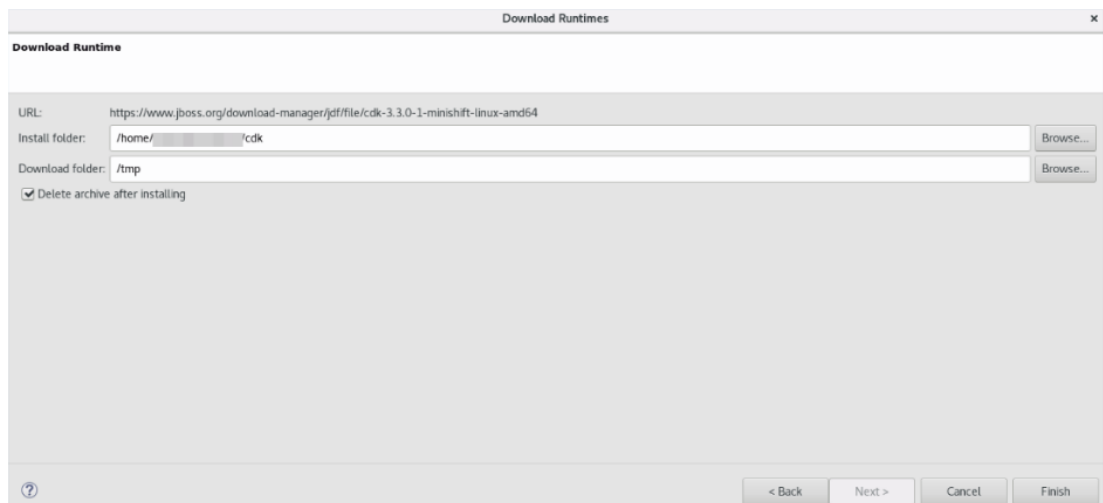 Download Runtimes
Download Runtime
URL: https://www.jboss.org/download-manager/jdf/file/cdk-3.3.0-1-minishift-linux-amd64
Install folder: /home/ /cdk Browse...
Download folder: /tmp Browse...
Delete archive after installing
< Back Next > Cancel Finish